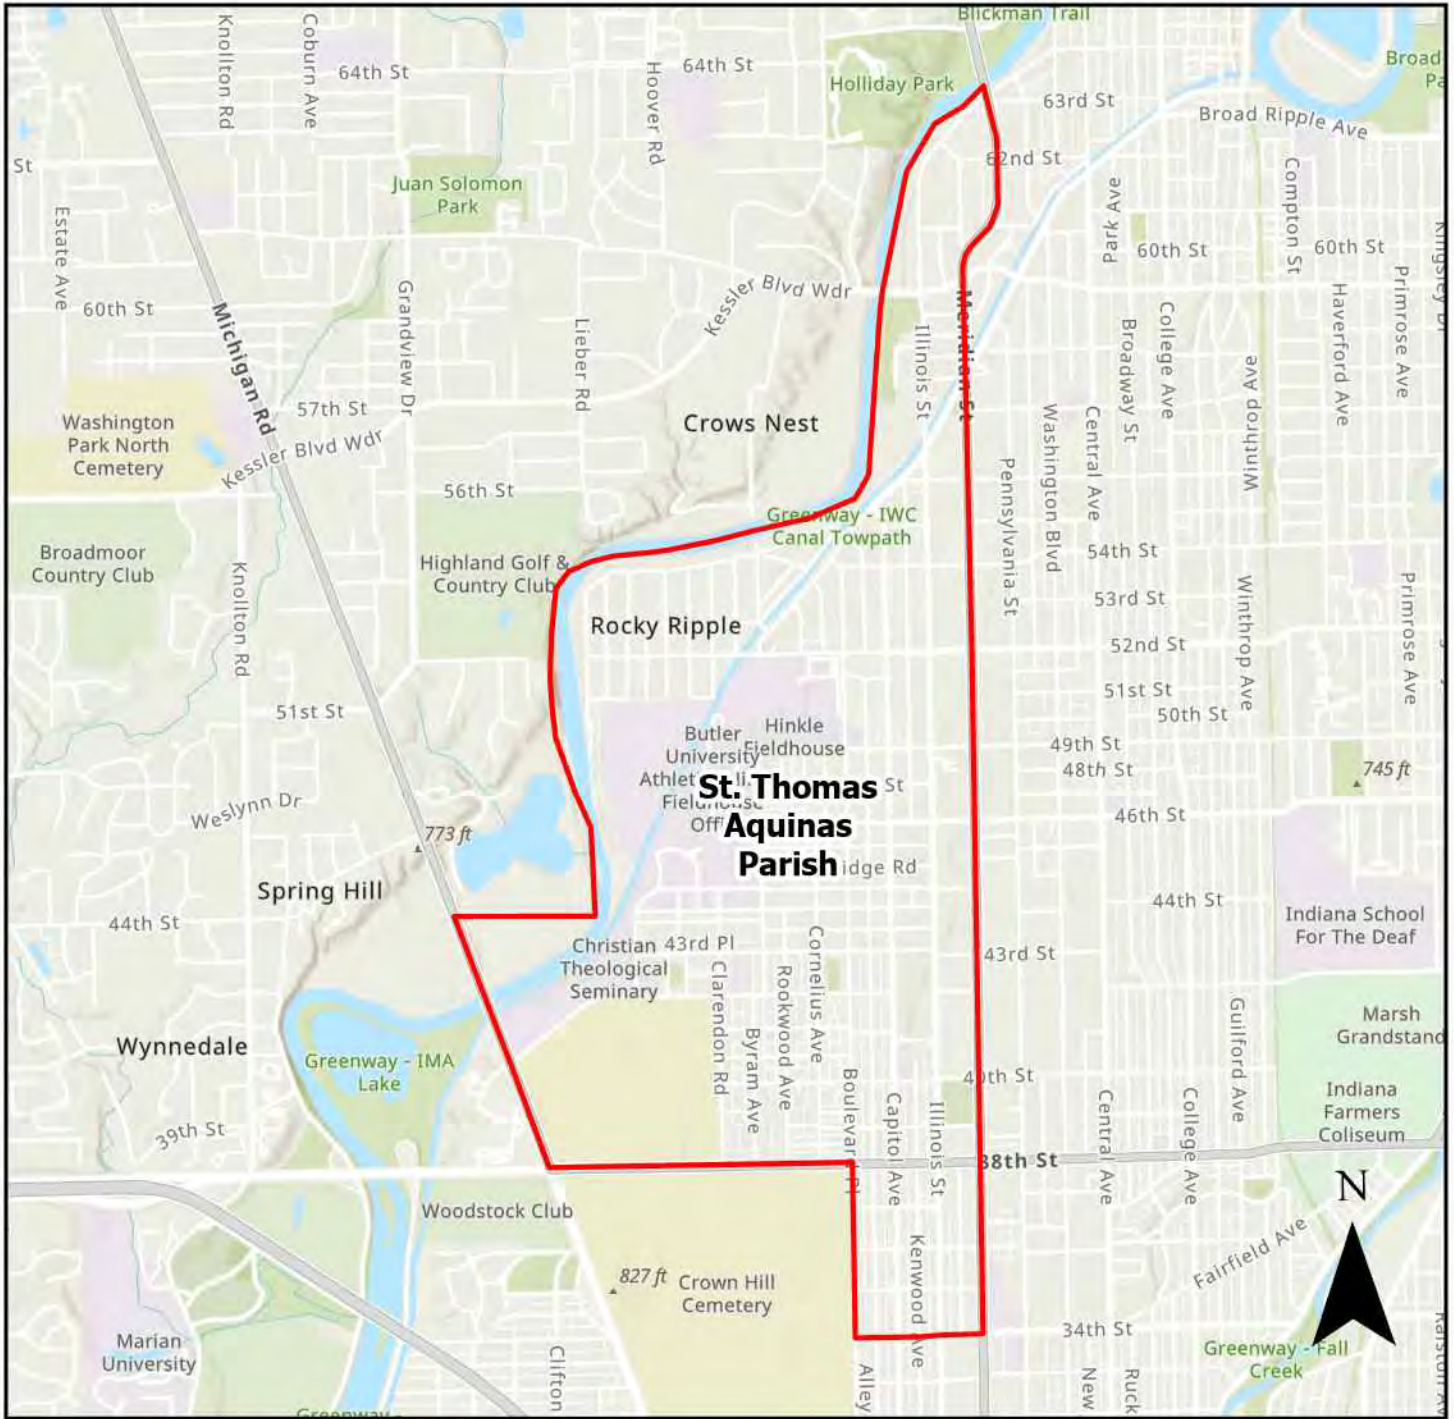 Blickman Trail
Knollton Rd
Coburn Ave
64th St
Hoover Rd
64th St
Holliday Park
Broad
Pa
63rd St
Broad Ripple Ave
St
62nd St
Juan Solomon
Park
Estate Ave
Park Ave
Compton St
60th St
60th St
Kingsley Dr
Kessler Blvd Wdr
60th St
Grandview Dr
Michigan Rd
Lieber Rd
Meridian St
Illinois St
College Ave
Broadway St
Haverford Ave
Primrose Ave
Winthrop Ave
57th St
Washington
Park North
Cemetery
Kessler Blvd Wdr
Crows Nest
Washington Blvd
Central Ave
Pennsylvania St
56th St
Greenway - IWC
Canal Towpath
Broadmoor
Country Club
Highland Golf &
Country Club
54th St
Knollton Rd
53rd St
Winthrop Ave
Primrose Ave
Rocky Ripple
52nd St
51st St
51st St
50th St
Butler
University
Hinkle
Fieldhouse
49th St
48th St
745 ft
St
St. Thomas
Aquinas
Parish
Weslynn Dr
46th St
773 ft
idge Rd
Spring Hill
44th St
44th St
Indiana School
For The Deaf
Christian
Theological
Seminary
43rd Pl
43rd St
Cornelius Ave
Clarendon Rd
Rookwood Ave
Byram Ave
Guilford Ave
Marsh
Grandstand
Wynnedale
Greenway - IMA
Lake
40th St
Boulevard Pl
Capitol Ave
Illinois St
Central Ave
College Ave
Indiana
Farmers
Coliseum
39th St
38th St
N
Woodstock Club
Kenwood Ave
Fairfield Ave
827 ft
Crown Hill
Cemetery
Marian
University
34th St
Greenway - Fall
Creek
Clifton
Alley
New
Ruck
Greenway -